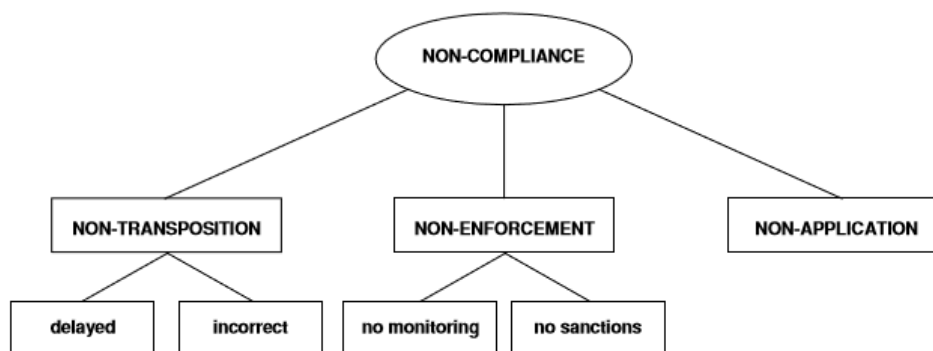 NON-COMPLIANCE
NON-TRANSPOSITION
NON-ENFORCEMENT
NON-APPLICATION
delayed
incorrect
no monitoring
no sanctions